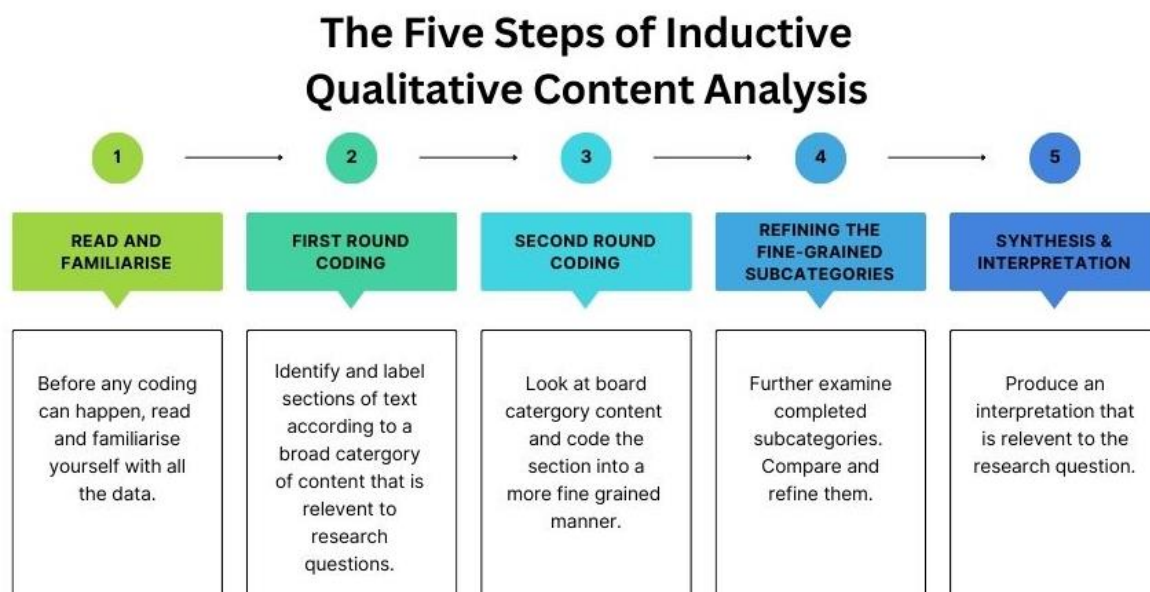 The Five Steps of Inductive
Qualitative Content Analysis
1
2
3
4
5
READ AND
FAMILIARISE
FIRST ROUND
CODING
SECOND ROUND
CODING
REFINING THE
FINE-GRAINED
SUBCATEGORIES
SYNTHESIS &
INTERPRETATION
Before any coding
can happen, read
and familiarise
yourself with all
the data.
Identify and label
sections of text
according to a
broad catergory
of content that is
relevent to
research
questions.
Look at board
catergory content
and code the
section into a
more fine grained
manner.
Further examine
completed
subcategories.
Compare and
refine them.
Produce an
interpretation that
is relevent to the
research question.